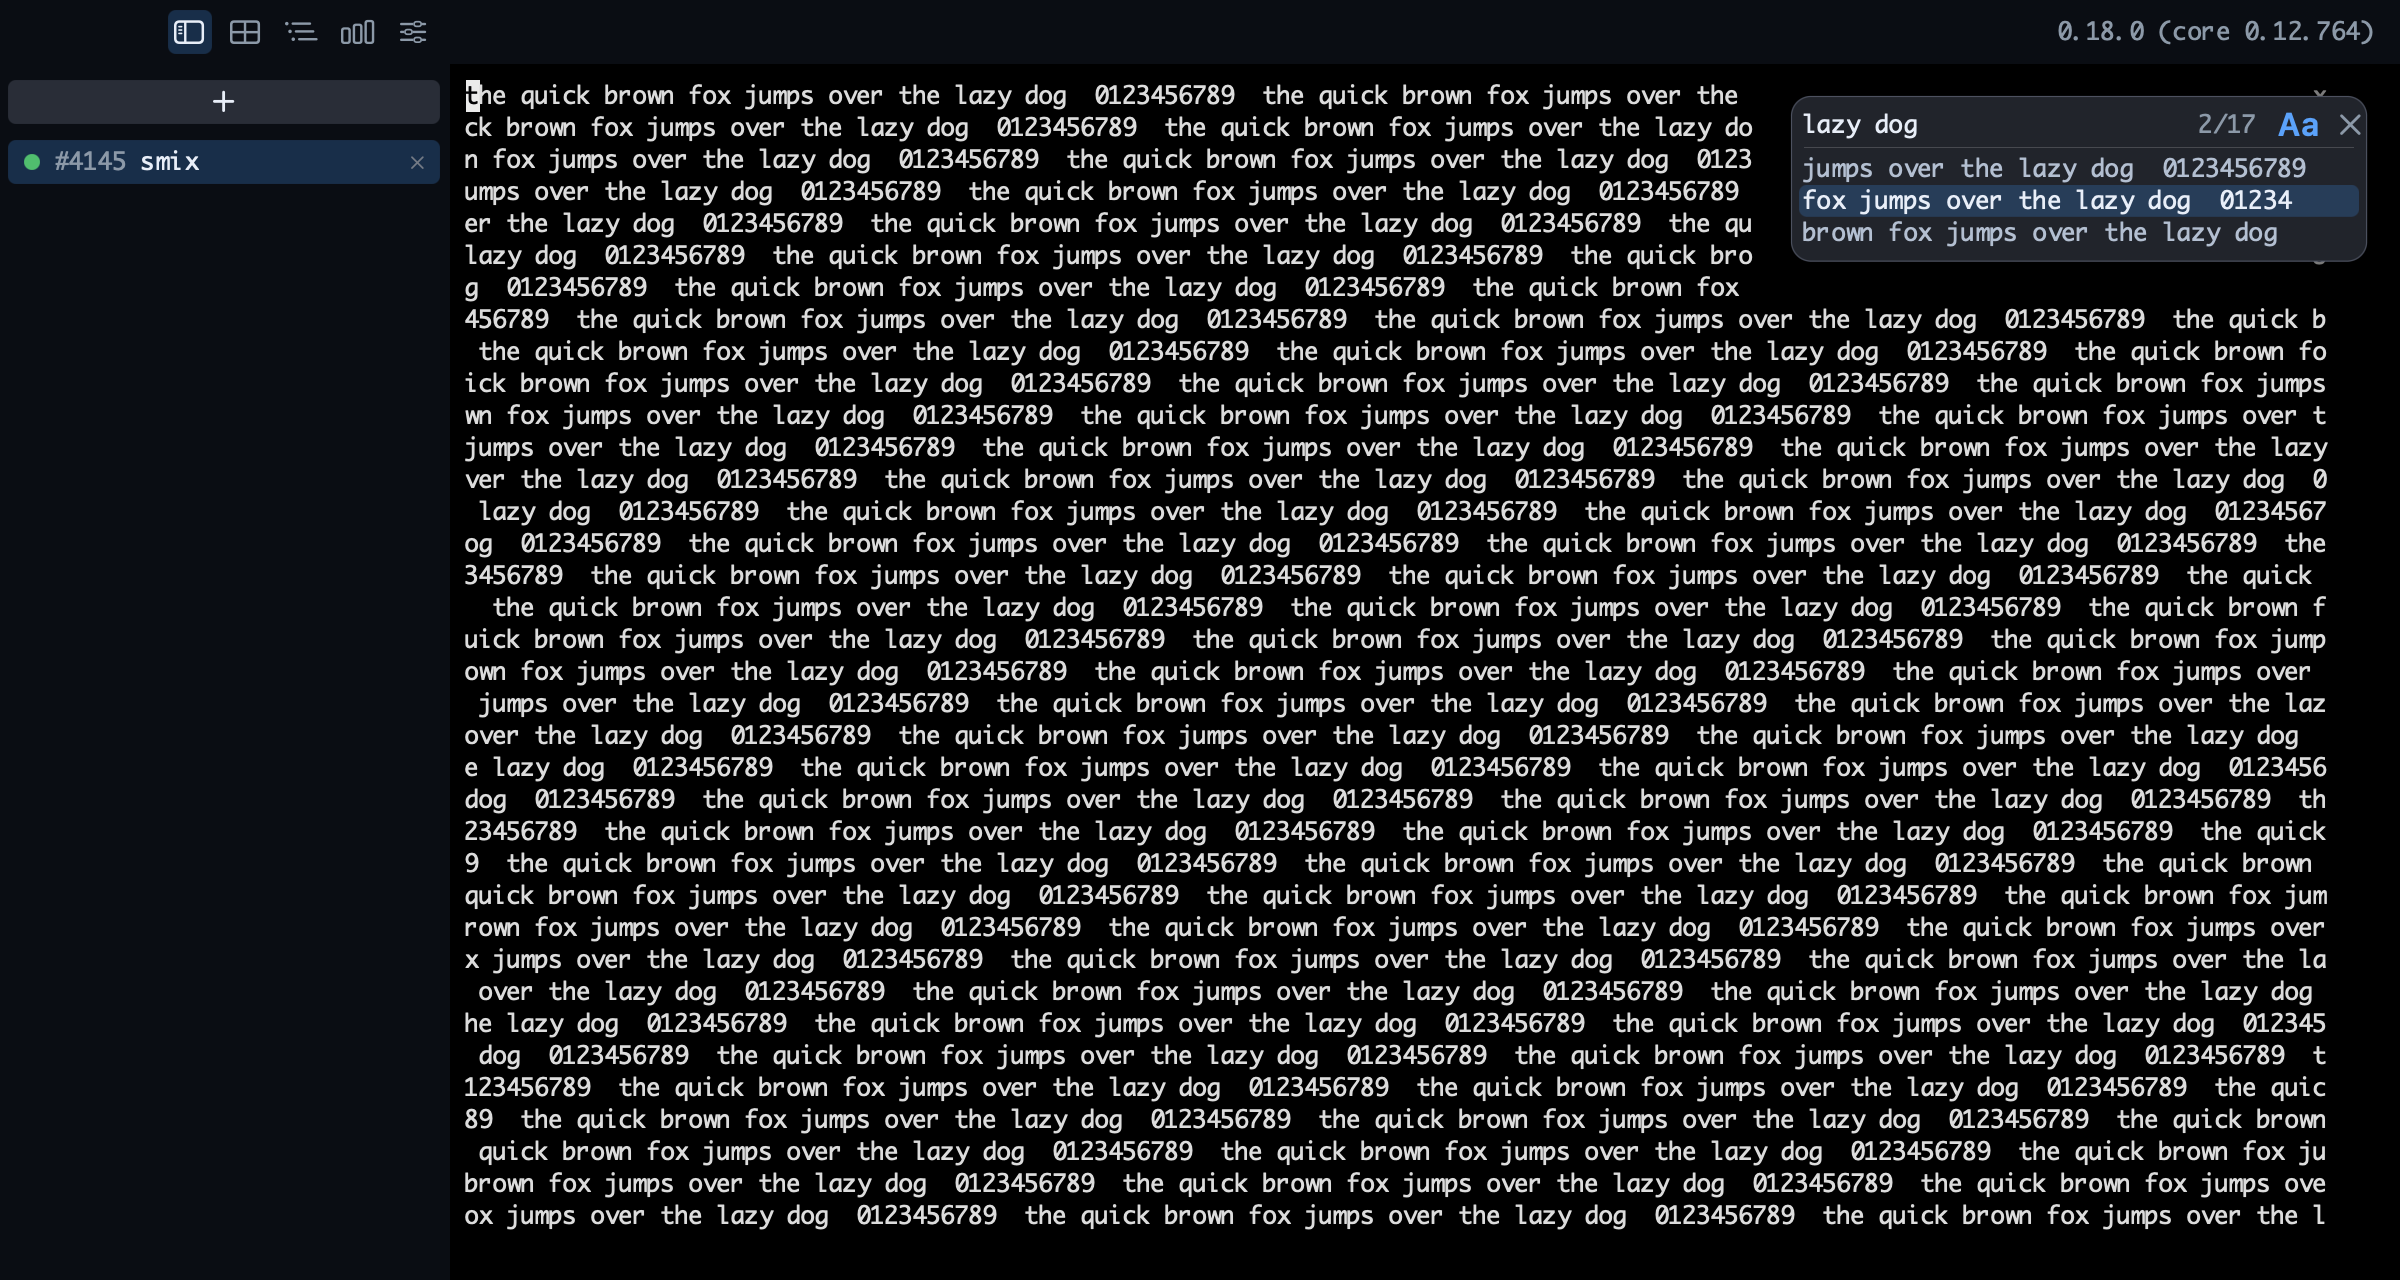 0.18.0 (core 0.12.764)
+
#4145 smix ×
the quick brown fox jumps over the lazy dog  0123456789  the quick brown fox jumps over the
ck brown fox jumps over the lazy dog  0123456789  the quick brown fox jumps over the lazy do
n fox jumps over the lazy dog  0123456789  the quick brown fox jumps over the lazy dog  0123
umps over the lazy dog  0123456789  the quick brown fox jumps over the lazy dog  0123456789
er the lazy dog  0123456789  the quick brown fox jumps over the lazy dog  0123456789  the qu
lazy dog  0123456789  the quick brown fox jumps over the lazy dog  0123456789  the quick bro
g  0123456789  the quick brown fox jumps over the lazy dog  0123456789  the quick brown fox
lazy dog 2/17 Aa ×
jumps over the lazy dog  0123456789
fox jumps over the lazy dog  01234
brown fox jumps over the lazy dog
456789  the quick brown fox jumps over the lazy dog  0123456789  the quick brown fox jumps over the lazy dog  0123456789  the quick b
 the quick brown fox jumps over the lazy dog  0123456789  the quick brown fox jumps over the lazy dog  0123456789  the quick brown fo
ick brown fox jumps over the lazy dog  0123456789  the quick brown fox jumps over the lazy dog  0123456789  the quick brown fox jumps
wn fox jumps over the lazy dog  0123456789  the quick brown fox jumps over the lazy dog  0123456789  the quick brown fox jumps over t
jumps over the lazy dog  0123456789  the quick brown fox jumps over the lazy dog  0123456789  the quick brown fox jumps over the lazy
ver the lazy dog  0123456789  the quick brown fox jumps over the lazy dog  0123456789  the quick brown fox jumps over the lazy dog  0
 lazy dog  0123456789  the quick brown fox jumps over the lazy dog  0123456789  the quick brown fox jumps over the lazy dog  01234567
og  0123456789  the quick brown fox jumps over the lazy dog  0123456789  the quick brown fox jumps over the lazy dog  0123456789  the
3456789  the quick brown fox jumps over the lazy dog  0123456789  the quick brown fox jumps over the lazy dog  0123456789  the quick
  the quick brown fox jumps over the lazy dog  0123456789  the quick brown fox jumps over the lazy dog  0123456789  the quick brown f
uick brown fox jumps over the lazy dog  0123456789  the quick brown fox jumps over the lazy dog  0123456789  the quick brown fox jump
own fox jumps over the lazy dog  0123456789  the quick brown fox jumps over the lazy dog  0123456789  the quick brown fox jumps over
 jumps over the lazy dog  0123456789  the quick brown fox jumps over the lazy dog  0123456789  the quick brown fox jumps over the laz
over the lazy dog  0123456789  the quick brown fox jumps over the lazy dog  0123456789  the quick brown fox jumps over the lazy dog
e lazy dog  0123456789  the quick brown fox jumps over the lazy dog  0123456789  the quick brown fox jumps over the lazy dog  0123456
dog  0123456789  the quick brown fox jumps over the lazy dog  0123456789  the quick brown fox jumps over the lazy dog  0123456789  th
23456789  the quick brown fox jumps over the lazy dog  0123456789  the quick brown fox jumps over the lazy dog  0123456789  the quick
9  the quick brown fox jumps over the lazy dog  0123456789  the quick brown fox jumps over the lazy dog  0123456789  the quick brown
quick brown fox jumps over the lazy dog  0123456789  the quick brown fox jumps over the lazy dog  0123456789  the quick brown fox jum
rown fox jumps over the lazy dog  0123456789  the quick brown fox jumps over the lazy dog  0123456789  the quick brown fox jumps over
x jumps over the lazy dog  0123456789  the quick brown fox jumps over the lazy dog  0123456789  the quick brown fox jumps over the la
 over the lazy dog  0123456789  the quick brown fox jumps over the lazy dog  0123456789  the quick brown fox jumps over the lazy dog
he lazy dog  0123456789  the quick brown fox jumps over the lazy dog  0123456789  the quick brown fox jumps over the lazy dog  012345
 dog  0123456789  the quick brown fox jumps over the lazy dog  0123456789  the quick brown fox jumps over the lazy dog  0123456789  t
123456789  the quick brown fox jumps over the lazy dog  0123456789  the quick brown fox jumps over the lazy dog  0123456789  the quic
89  the quick brown fox jumps over the lazy dog  0123456789  the quick brown fox jumps over the lazy dog  0123456789  the quick brown
 quick brown fox jumps over the lazy dog  0123456789  the quick brown fox jumps over the lazy dog  0123456789  the quick brown fox ju
brown fox jumps over the lazy dog  0123456789  the quick brown fox jumps over the lazy dog  0123456789  the quick brown fox jumps ove
ox jumps over the lazy dog  0123456789  the quick brown fox jumps over the lazy dog  0123456789  the quick brown fox jumps over the l